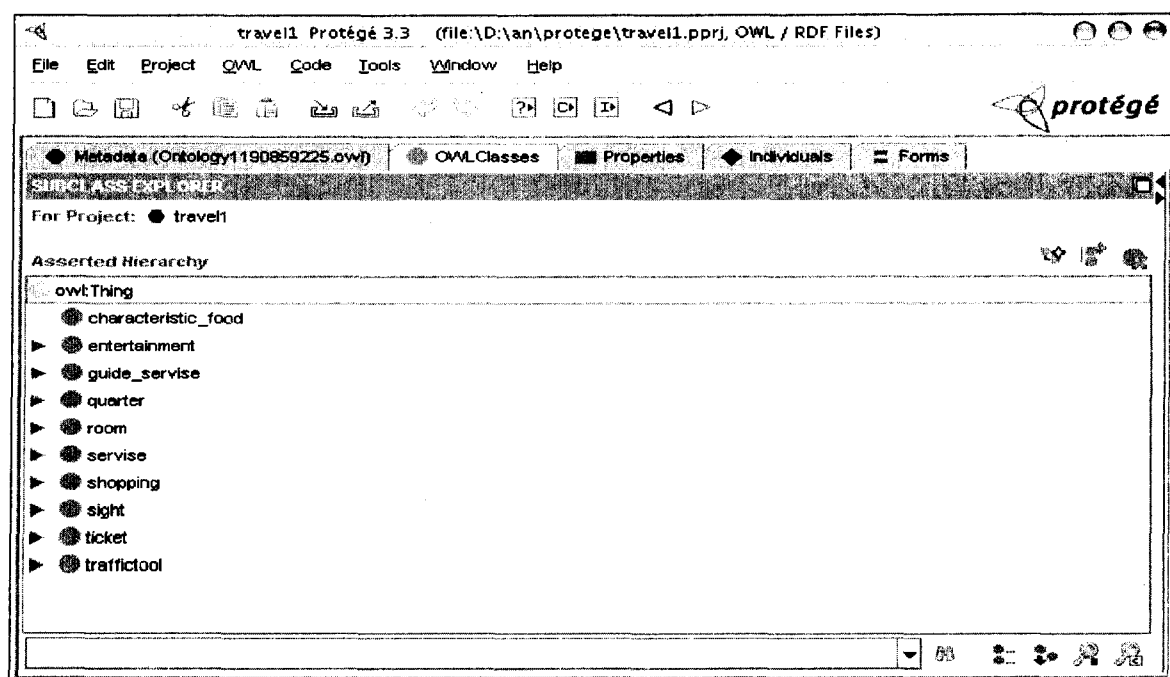 travel1 Protégé 3.3 (file:\D:\an\protege\travel1.pprj, OWL / RDF Files)
File Edit Project OWL Code Tools Window Help
protégé
Metadata (Ontology1190859225.owl) OWLClasses Properties Individuals Forms
SUBCLASS EXPLORER
For Project: travel1
Asserted Hierarchy
owl:Thing
characteristic_food
entertainment
guide_servise
quarter
room
servise
shopping
sight
ticket
traffictool